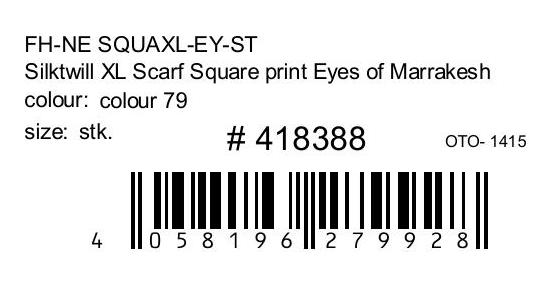 FH-NE SQUAXL-EY-ST
Silktwill XL Scarf Square print Eyes of Marrakesh
colour: colour 79
size: stk.
# 418388
OTO- 1415
4 058196 279928